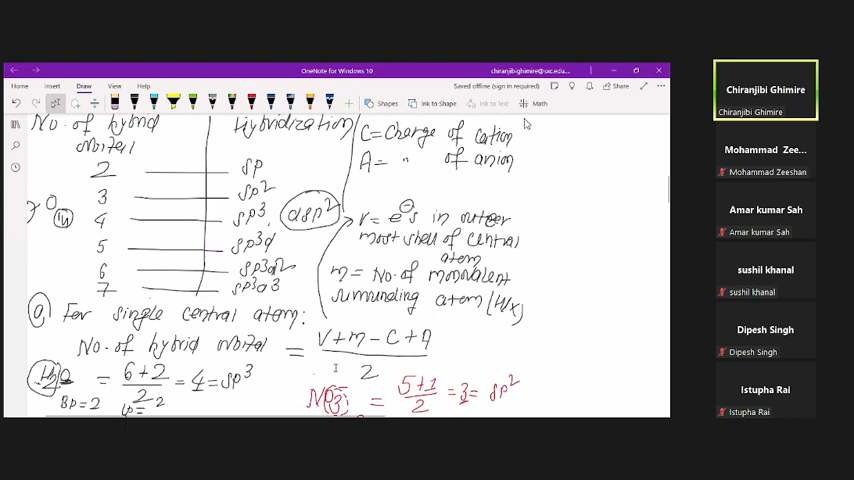 OneNote for Windows 10
chiranjibighimire@sxc.edu...
Home Insert Draw View Help
Saved offline (sign in required)
Share
Shapes Ink to Shape Ink to Text Math
No. of hybrid orbital
Hybridization
2 sp
3 sp2
4 sp3
5 sp3d
6 sp3d2
7 sp3d3
dsp2
C = Charge of cation
A = " of anion
V = e⊖s in outer
most shell of central
atom
m = No. of monovalent
surrounding atom (H/X)
For single central atom:
No. of hybrid orbital = V+m-C+A
2
= 6+2
2
= 4 = sp3
BP=2
lp=2
= 5+1
2
= 3 = sp2
Chiranjibi Ghimire
Chiranjibi Ghimire
Mohammad Zee...
Mohammad Zeeshan
Amar kumar Sah
Amar kumar Sah
sushil khanal
sushil khanal
Dipesh Singh
Dipesh Singh
Istupha Rai
Istupha Rai